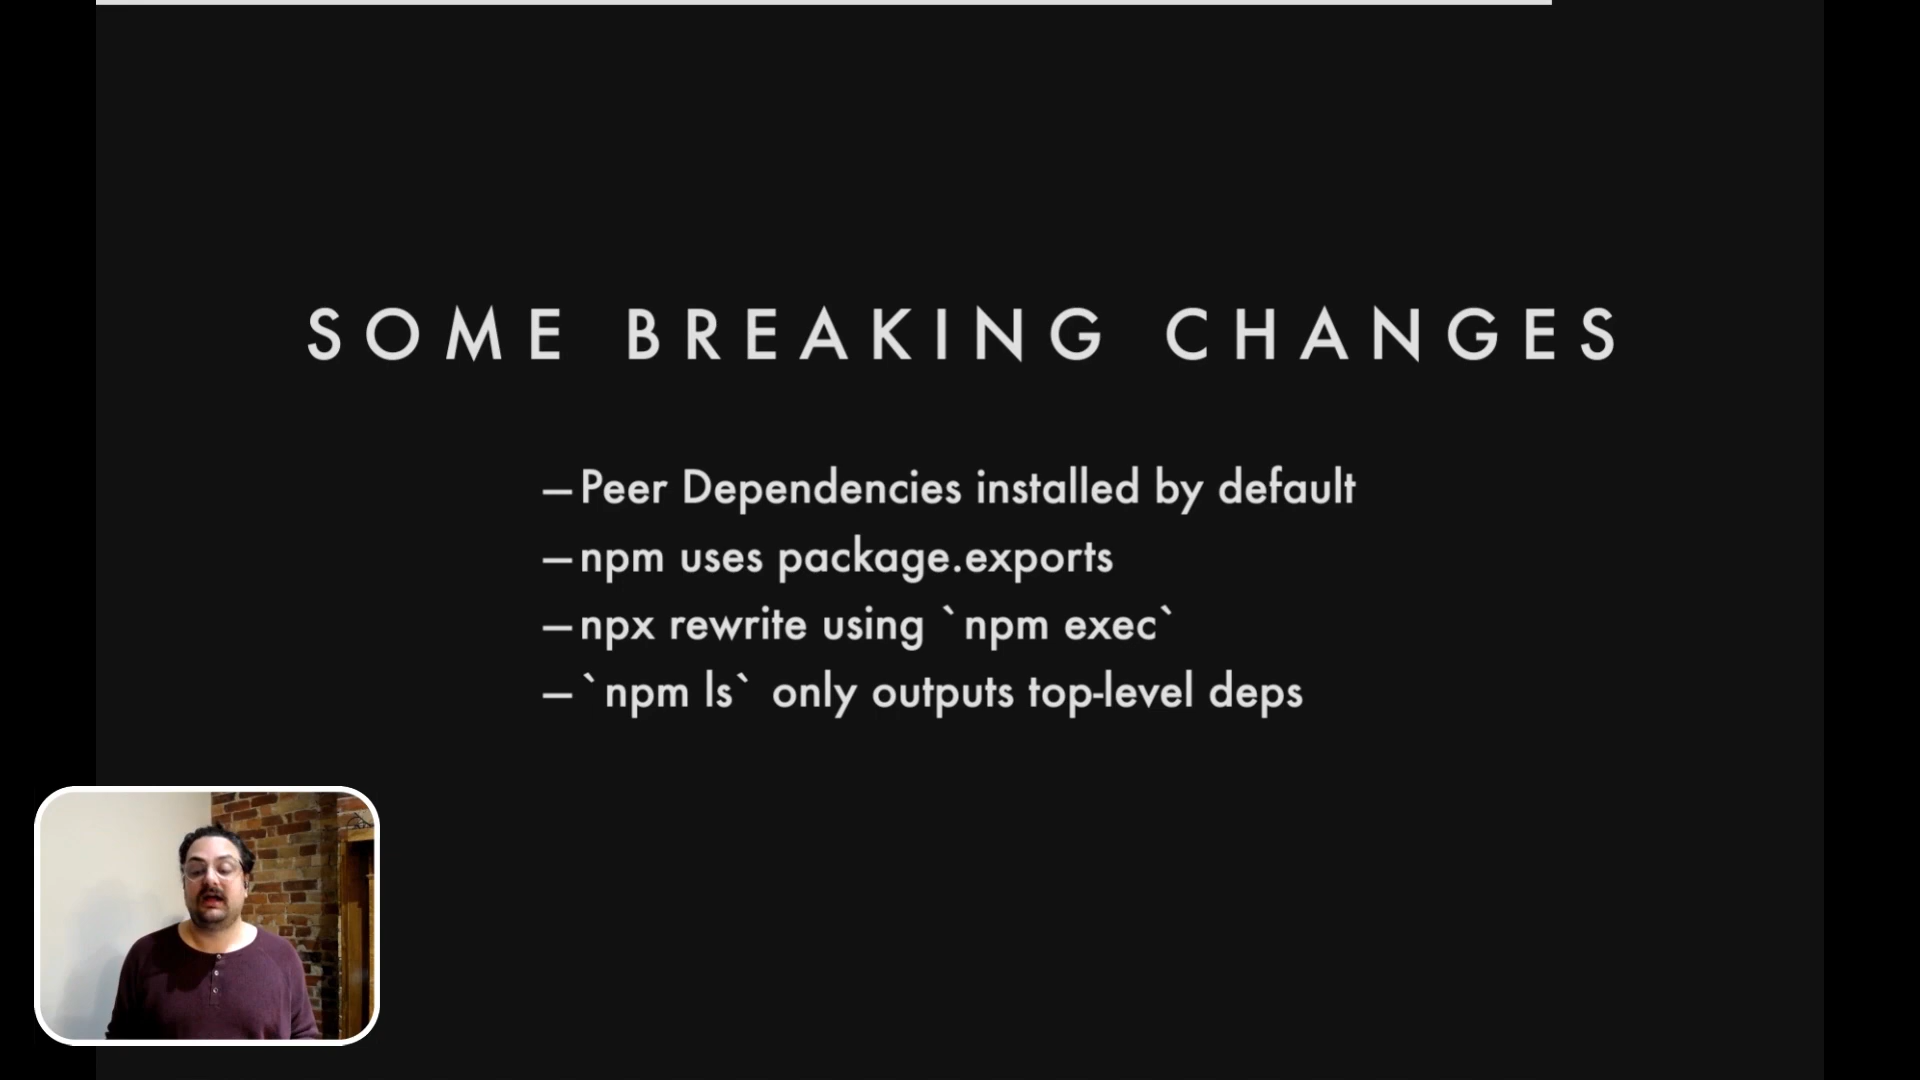 SOME BREAKING CHANGES
—Peer Dependencies installed by default
—npm uses package.exports
—npx rewrite using `npm exec`
—`npm ls` only outputs top-level deps